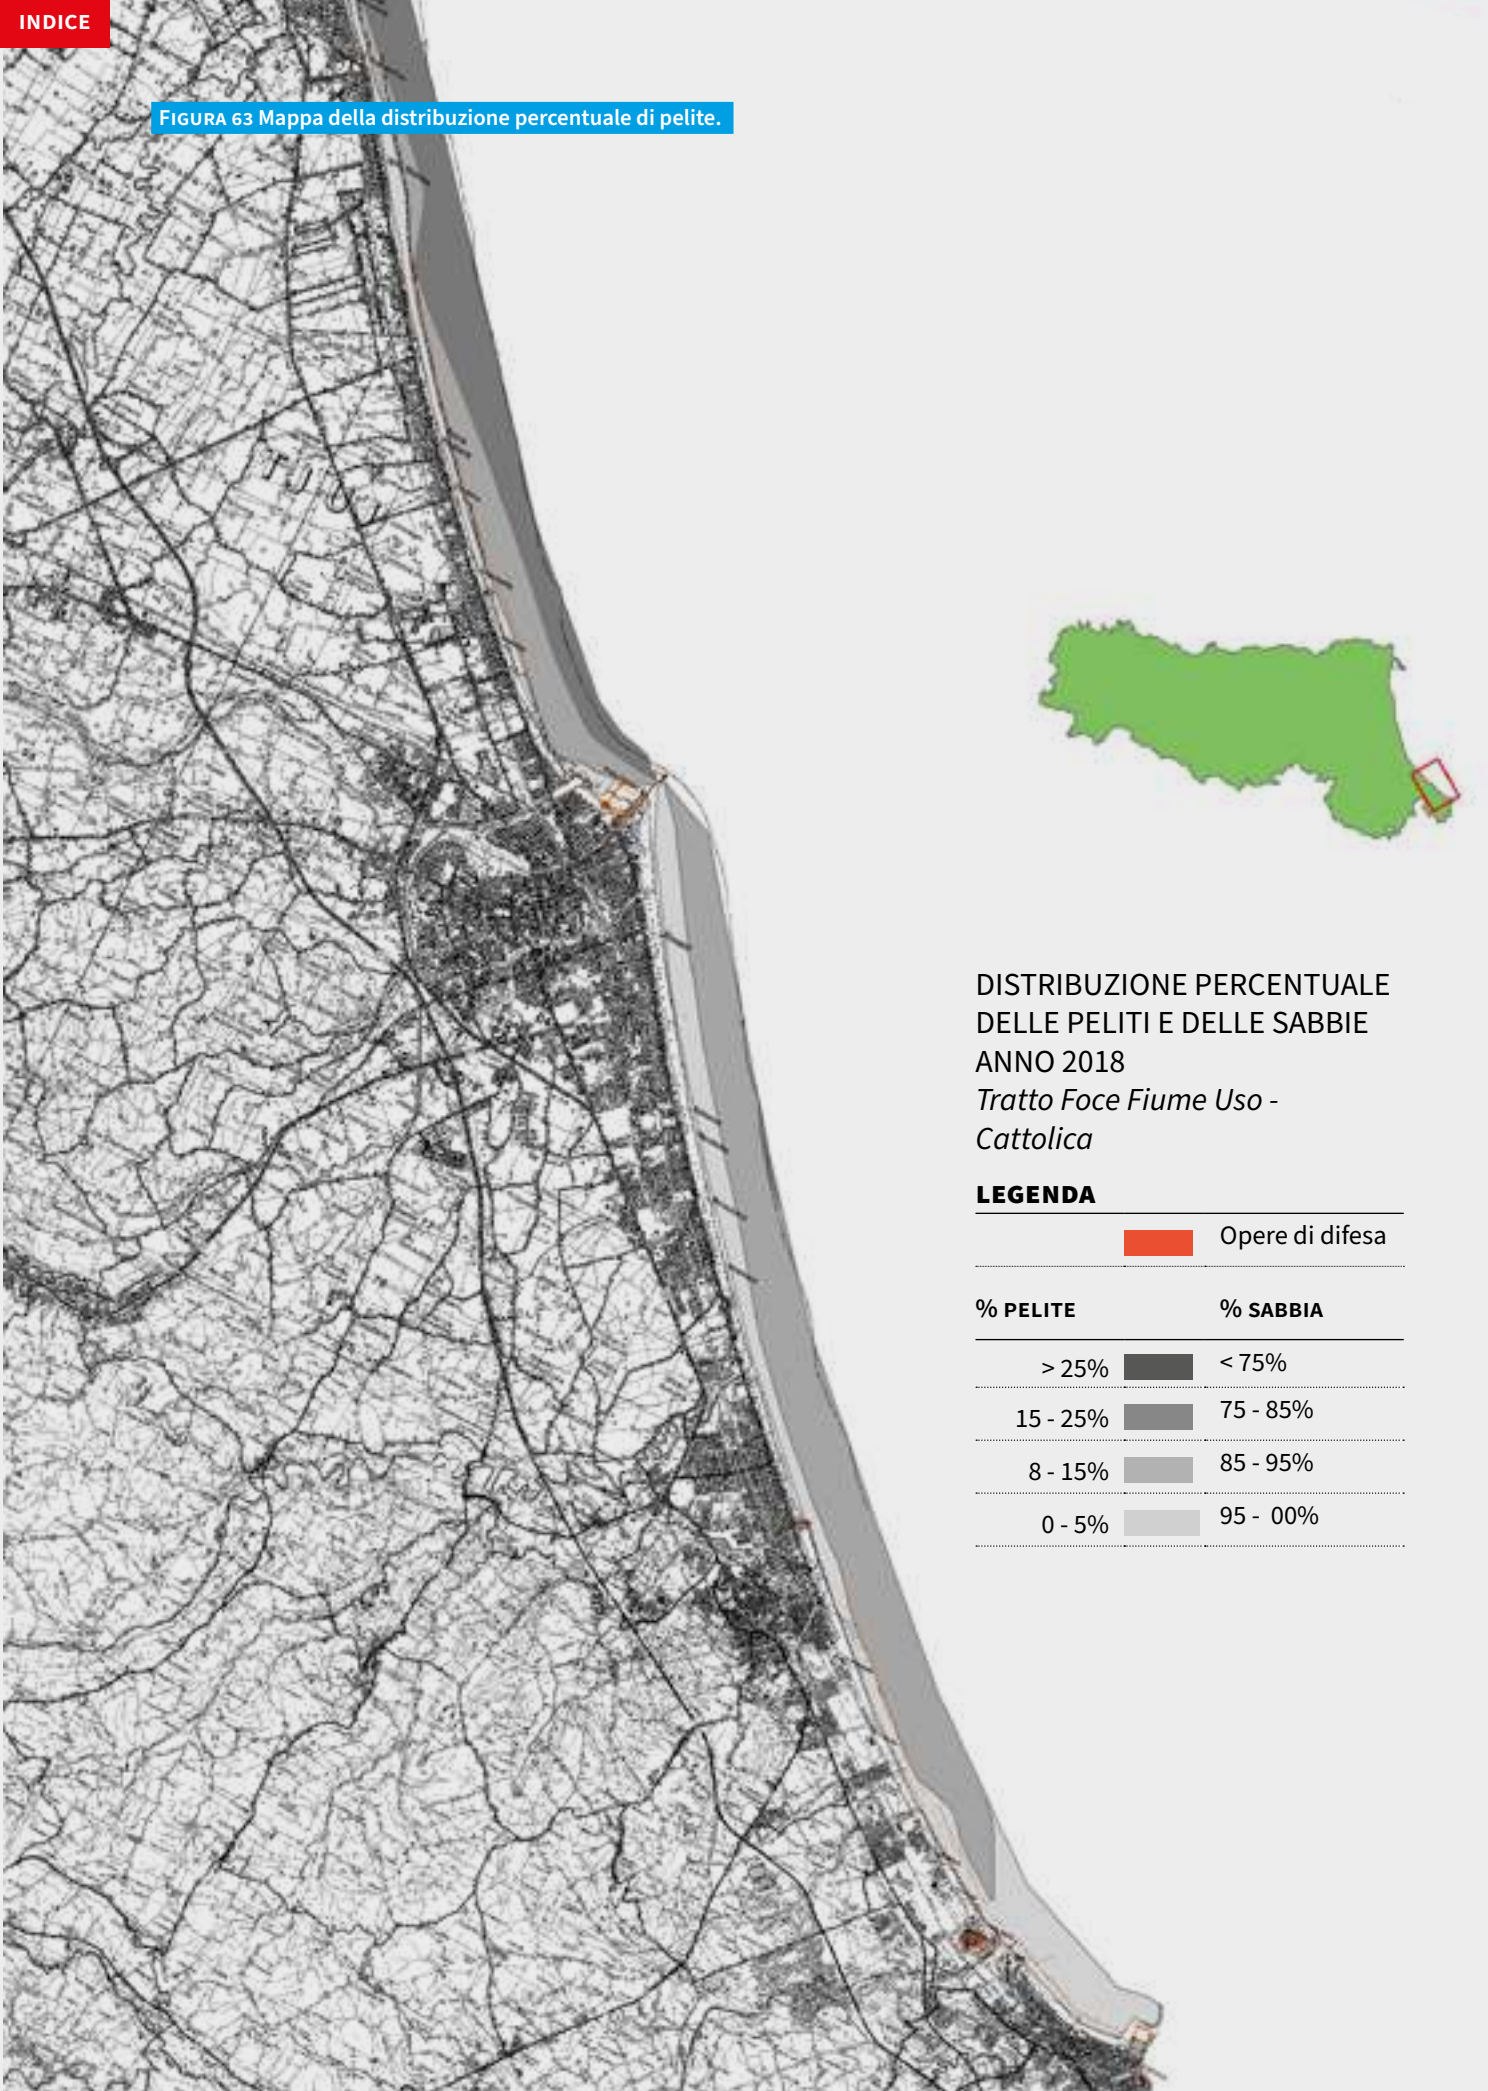 INDICE
FIGURA 63 Mappa della distribuzione percentuale di pelite.
DISTRIBUZIONE PERCENTUALE
DELLE PELITI E DELLE SABBIE
ANNO 2018
Tratto Foce Fiume Uso -
Cattolica
LEGENDA
Opere di difesa
% PELITE % SABBIA
> 25% < 75%
15 - 25% 75 - 85%
8 - 15% 85 - 95%
0 - 5% 95 - 00%